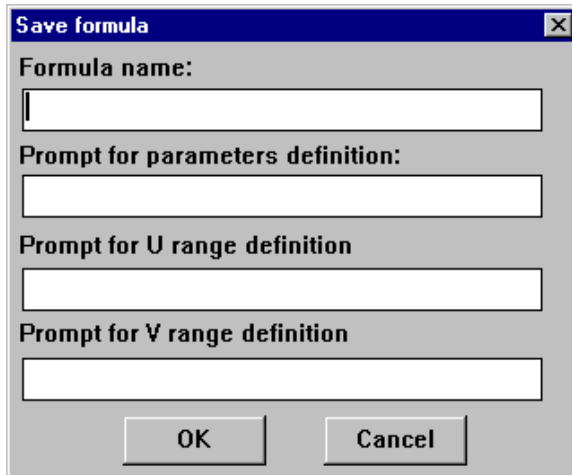 Save formula
Formula name:
Prompt for parameters definition:
Prompt for U range definition
Prompt for V range definition
OK Cancel